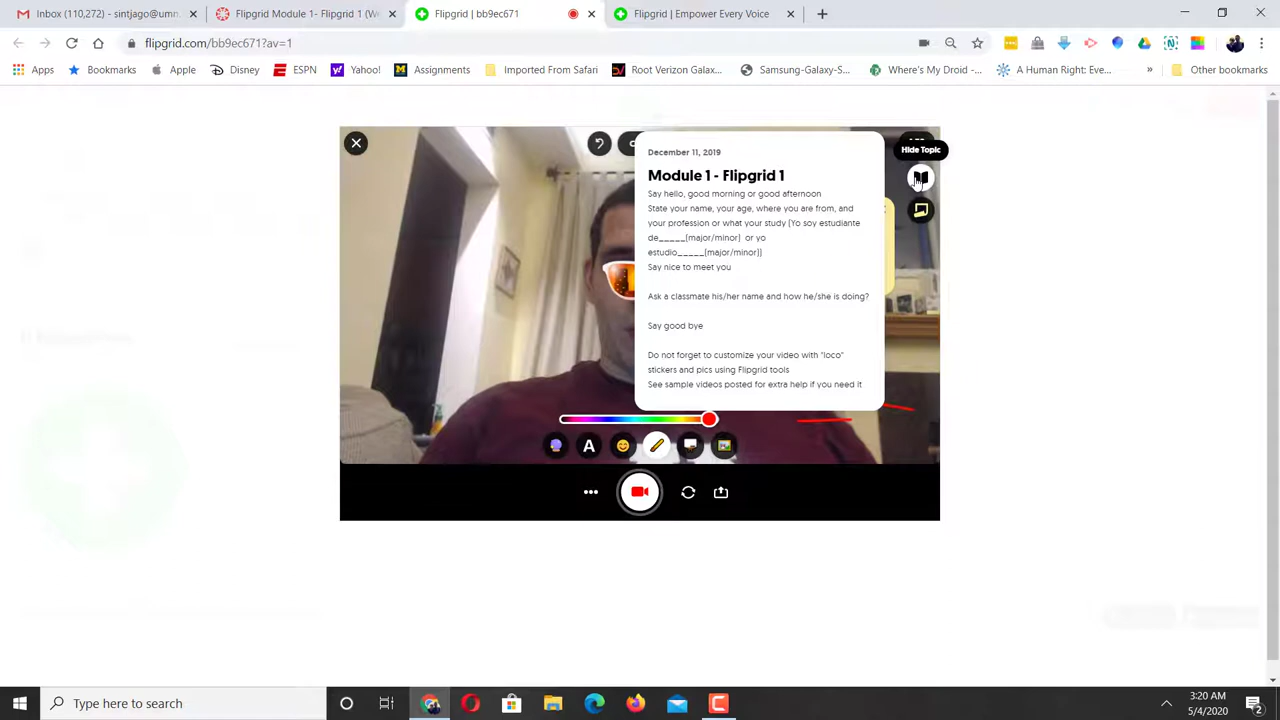 Inbox (110,272) - sintjago@umn.
Flipgrid Module 1- Flipgrid 1 (W
Flipgrid | bb9ec671
Flipgrid | Empower Every Voice
flipgrid.com/bb9ec671?av=1
Apps
Bookmark
Apple
Disney
ESPN
Yahoo!
Assignments
Imported From Safari
Root Verizon Galax...
Samsung-Galaxy-S...
Where's My Droid -...
A Human Right: Eve...
»
Other bookmarks
Hide Topic
December 11, 2019
Module 1 - Flipgrid 1
Say hello, good morning or good afternoon
State your name, your age, where you are from, and
your profession or what your study (Yo soy estudiante
de_____(major/minor) or yo
estudio_____(major/minor))
Say nice to meet you
Ask a classmate his/her name and how he/she is doing?
Say good bye
Do not forget to customize your video with "loco"
stickers and pics using Flipgrid tools
See sample videos posted for extra help if you need it
A
Type here to search
3:20 AM
5/4/2020
2